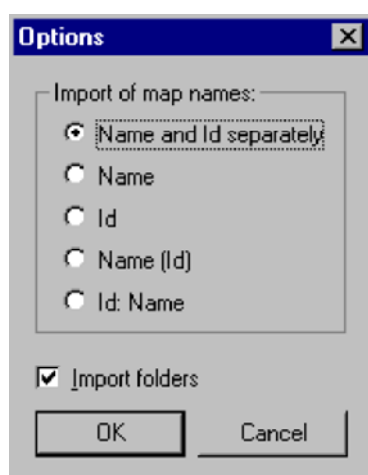 Options
Import of map names:
Name and Id separately
Name
Id
Name (Id)
Id: Name
Import folders
OK
Cancel